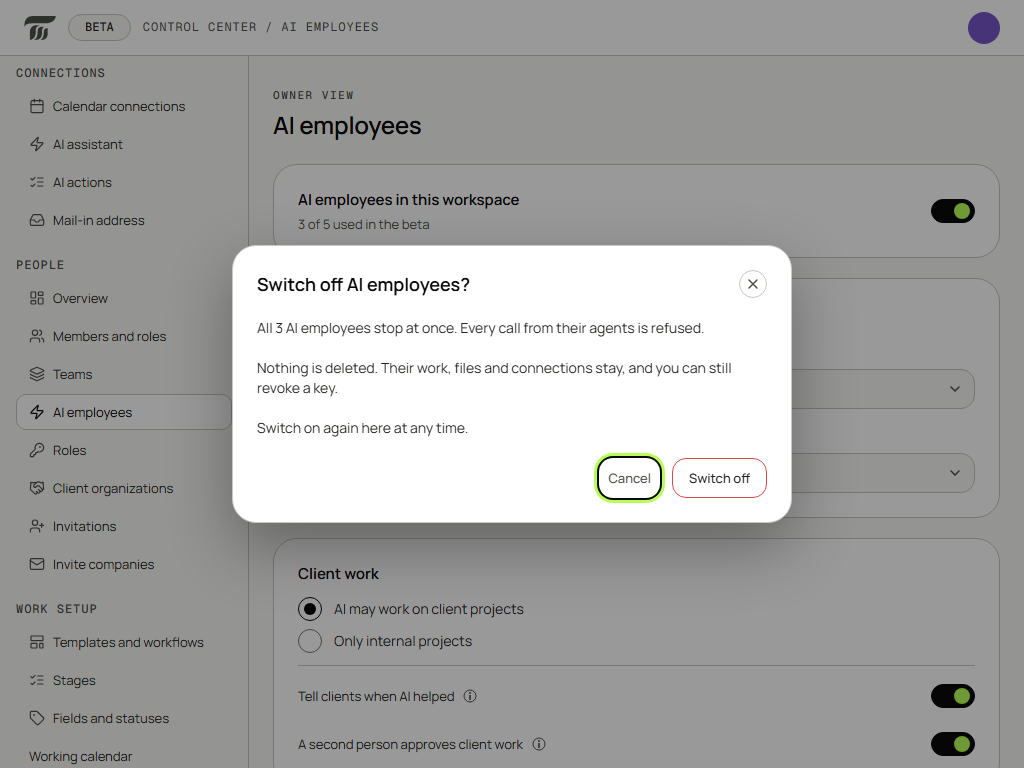 BETA
CONTROL CENTER / AI EMPLOYEES
CONNECTIONS
Calendar connections
AI assistant
AI actions
Mail-in address
PEOPLE
Overview
Members and roles
Teams
AI employees
Roles
Client organizations
Invitations
Invite companies
WORK SETUP
Templates and workflows
Stages
Fields and statuses
Working calendar
OWNER VIEW
AI employees
AI employees in this workspace
3 of 5 used in the beta
Switch off AI employees?
All 3 AI employees stop at once. Every call from their agents is refused.
Nothing is deleted. Their work, files and connections stay, and you can still
revoke a key.
Switch on again here at any time.
Cancel
Switch off
Client work
AI may work on client projects
Only internal projects
Tell clients when AI helped
A second person approves client work